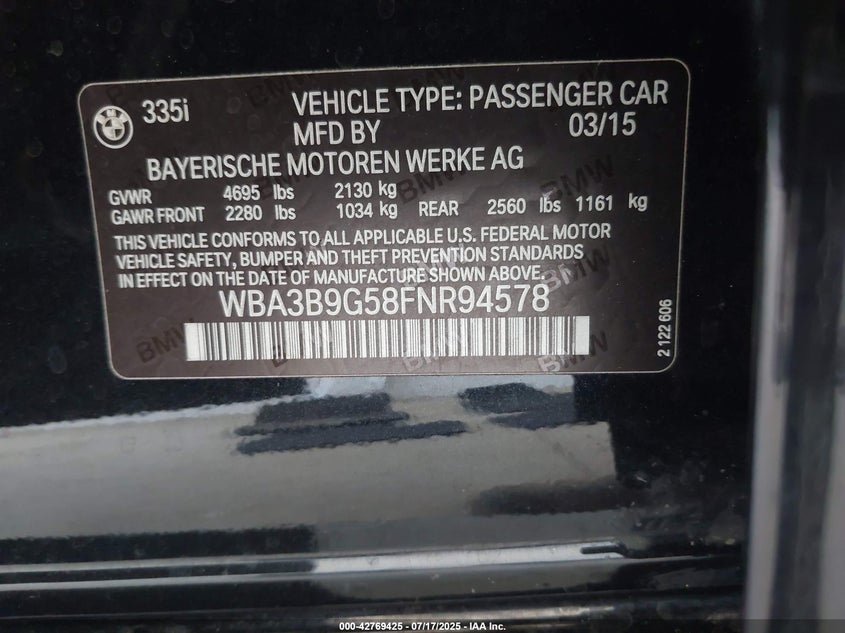 335i VEHICLE TYPE: PASSENGER CAR
MFD BY 03/15
BAYERISCHE MOTOREN WERKE AG
GVWR 4695 lbs 2130 kg
GAWR FRONT 2280 lbs 1034 kg REAR 2560 lbs 1161 kg
THIS VEHICLE CONFORMS TO ALL APPLICABLE U.S. FEDERAL MOTOR
VEHICLE SAFETY, BUMPER AND THEFT PREVENTION STANDARDS
IN EFFECT ON THE DATE OF MANUFACTURE SHOWN ABOVE.
WBA3B9G58FNR94578
2 122 606
000-42769425 - 07/17/2025 - IAA Inc.